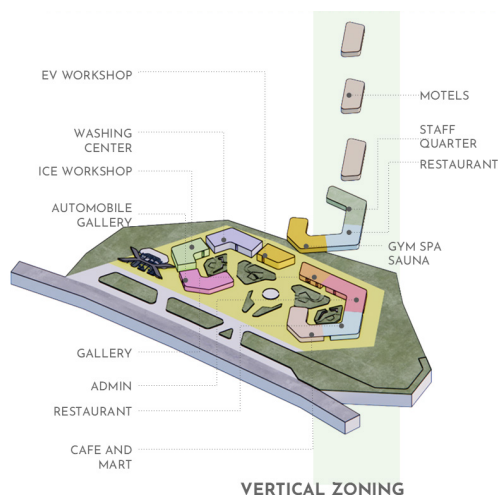 EV WORKSHOP
MOTELS
STAFF
QUARTER
WASHING
CENTER
RESTAURANT
ICE WORKSHOP
AUTOMOBILE
GALLERY
GYM SPA
SAUNA
GALLERY
ADMIN
RESTAURANT
CAFE AND
MART
VERTICAL ZONING